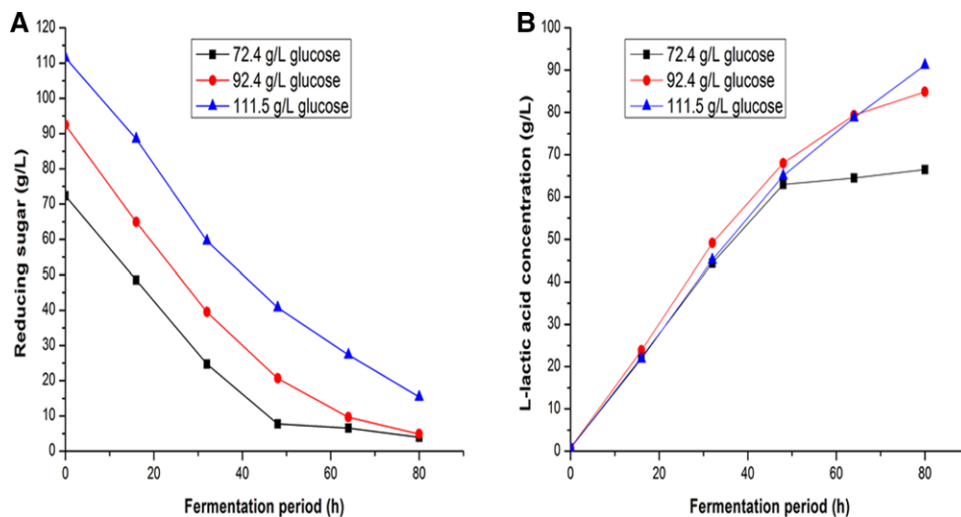 A
72.4 g/L glucose
92.4 g/L glucose
111.5 g/L glucose
Reducing sugar (g/L)
120
110
100
90
80
70
60
50
40
30
20
10
0
0 20 40 60 80
Fermentation period (h)
B
72.4 g/L glucose
92.4 g/L glucose
111.5 g/L glucose
L-lactic acid concentration (g/L)
100
90
80
70
60
50
40
30
20
10
0
0 20 40 60 80
Fermentation period (h)